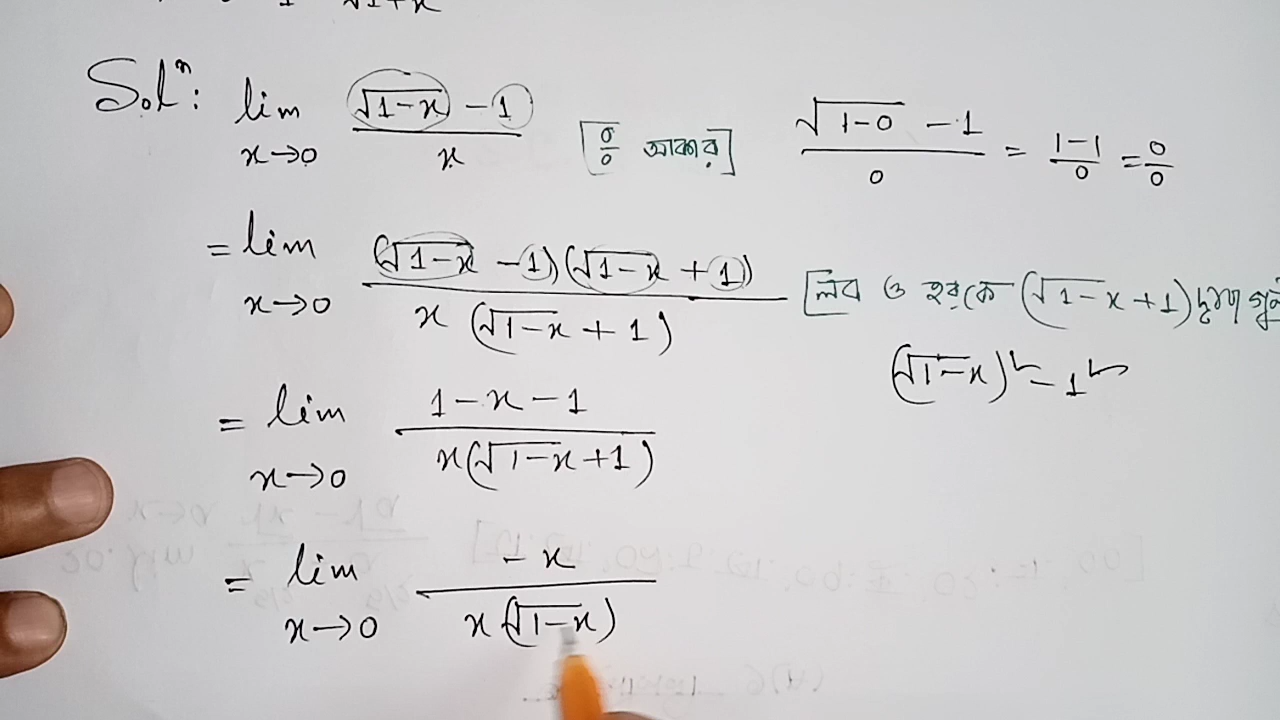 1 √1+x
Solⁿ: lim x→0 (√1-x - 1)/x [0/0 আকার] (√1-0 - 1)/0 = (1-1)/0 = 0/0
= lim x→0 (√1-x - 1)(√1-x + 1)/x(√1-x + 1) [লব ও হরকে (√1-x + 1) দ্বারা
(√1-x)² - 1²
= lim x→0 (1-x-1)/x(√1-x+1)
= lim x→0 -x/x(√1-x)